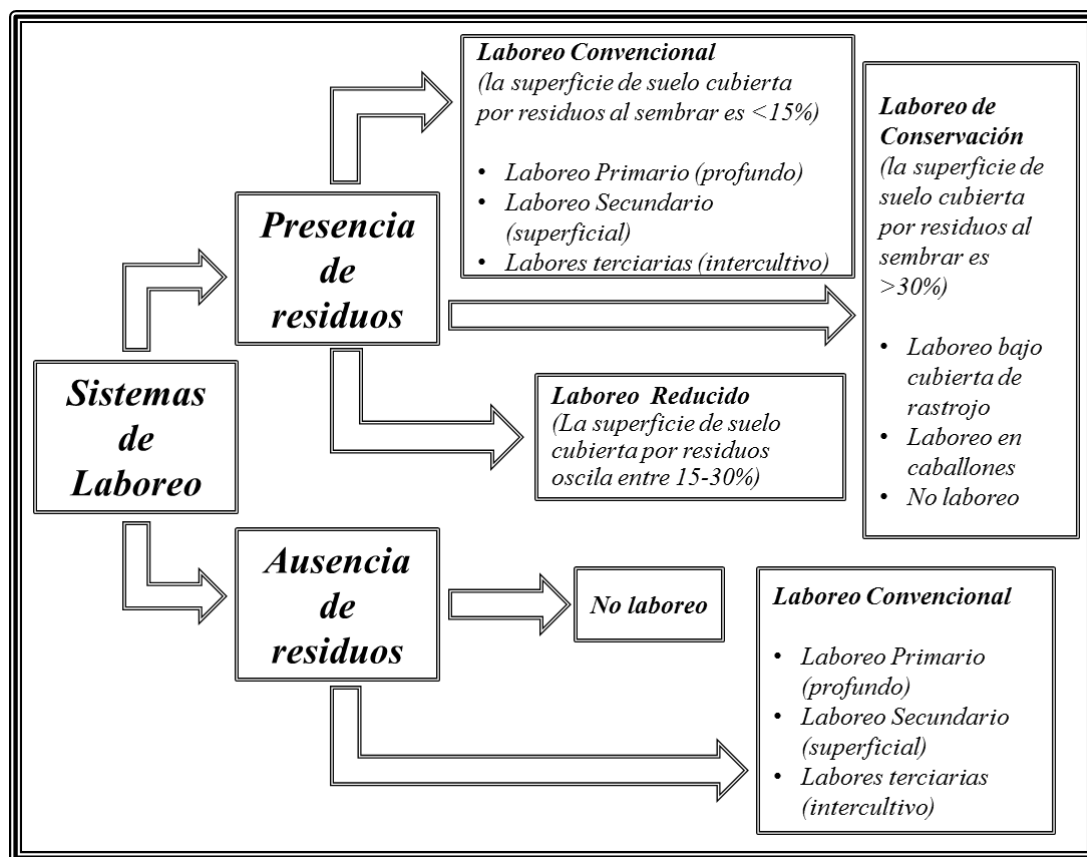 Laboreo Convencional
(la superficie de suelo cubierta
por residuos al sembrar es <15%)
• Laboreo Primario (profundo)
• Laboreo Secundario
(superficial)
• Labores terciarias (intercultivo)
Laboreo de
Conservación
(la superficie de
suelo cubierta
por residuos al
sembrar es
>30%)
• Laboreo bajo
cubierta de
rastrojo
• Laboreo en
caballones
• No laboreo
Presencia
de
residuos
Laboreo Reducido
(La superficie de suelo
cubierta por residuos
oscila entre 15-30%)
Sistemas
de
Laboreo
Ausencia
de
residuos
No laboreo
Laboreo Convencional
• Laboreo Primario
(profundo)
• Laboreo Secundario
(superficial)
• Labores terciarias
(intercultivo)